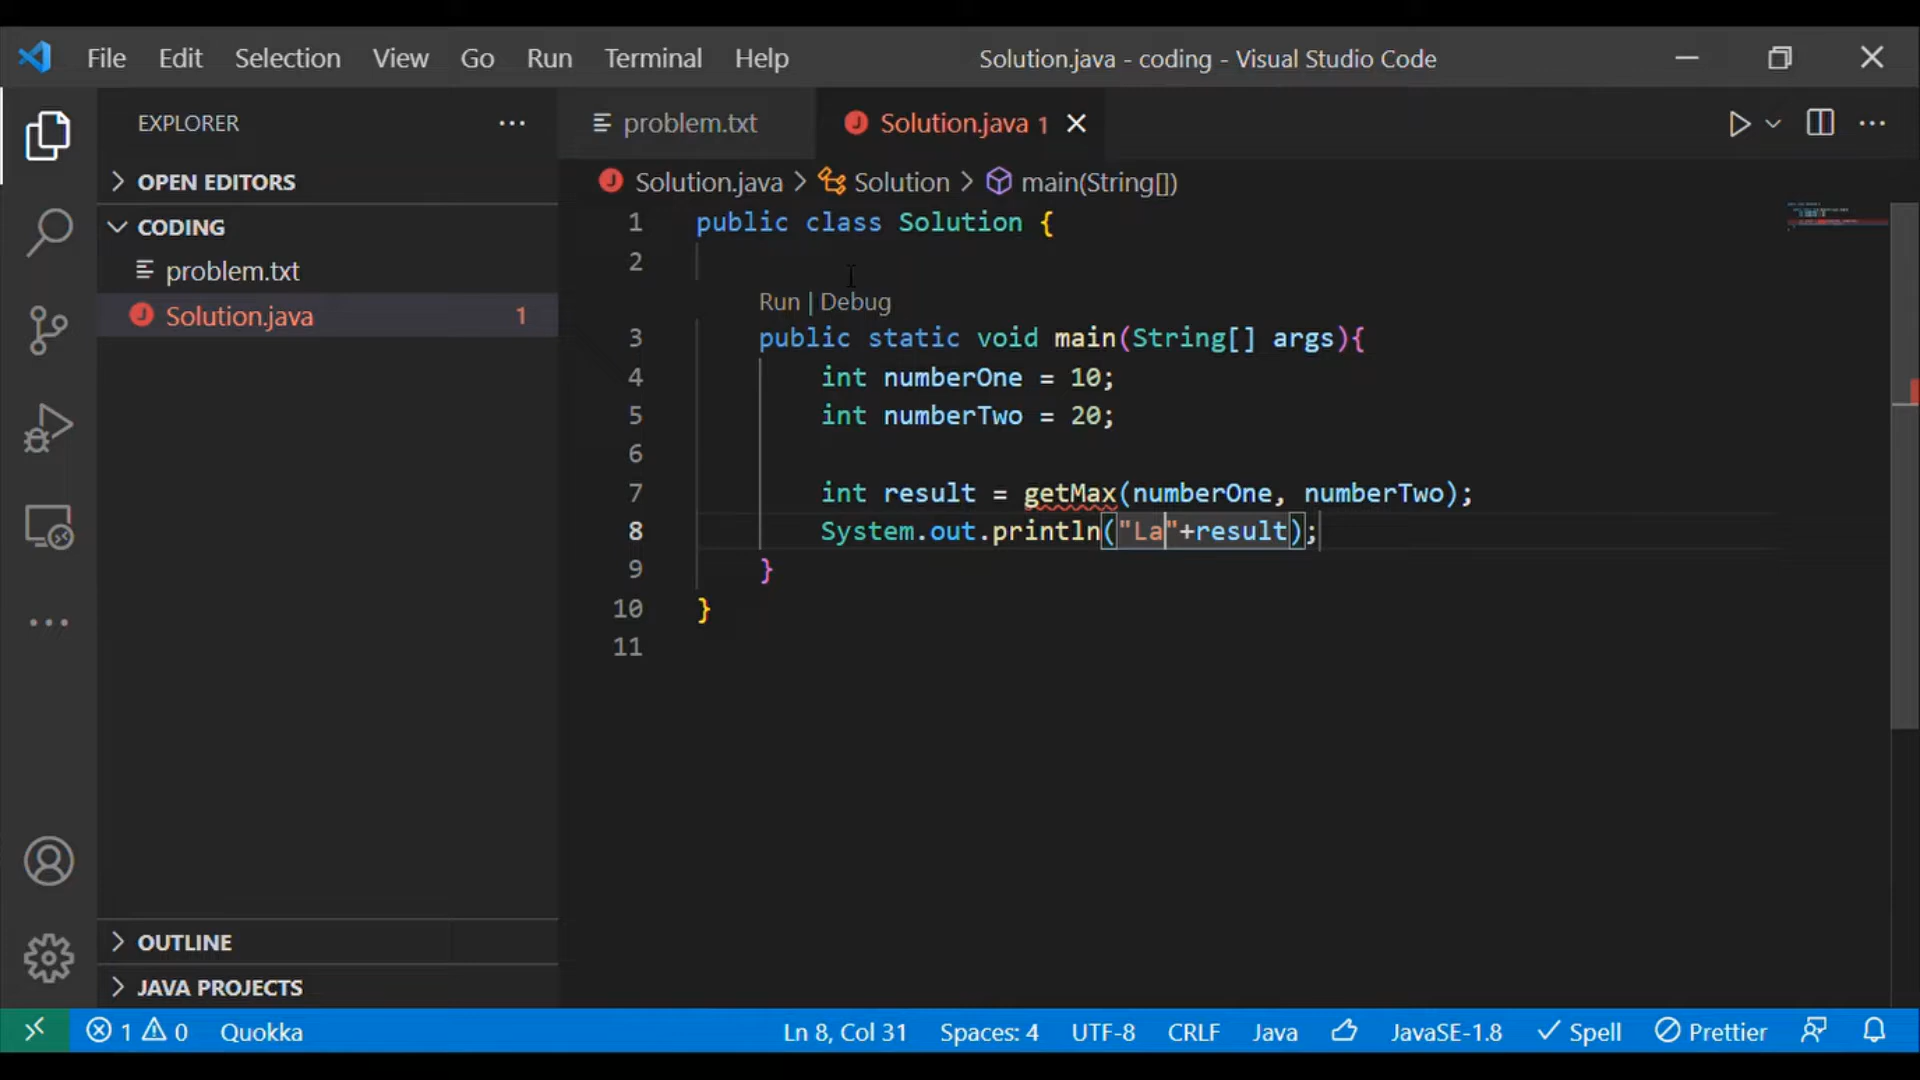 File Edit Selection View Go Run Terminal Help Solution.java - coding - Visual Studio Code
EXPLORER
OPEN EDITORS
CODING
problem.txt
Solution.java 1
OUTLINE
JAVA PROJECTS
problem.txt Solution.java 1
Solution.java > Solution > main(String[])
1 public class Solution {
2
Run | Debug
3 public static void main(String[] args){
4 int numberOne = 10;
5 int numberTwo = 20;
6
7 int result = getMax(numberOne, numberTwo);
8 System.out.println("La"+result);
9 }
10 }
11
1 0 Quokka Ln 8, Col 31 Spaces: 4 UTF-8 CRLF Java JavaSE-1.8 Spell Prettier